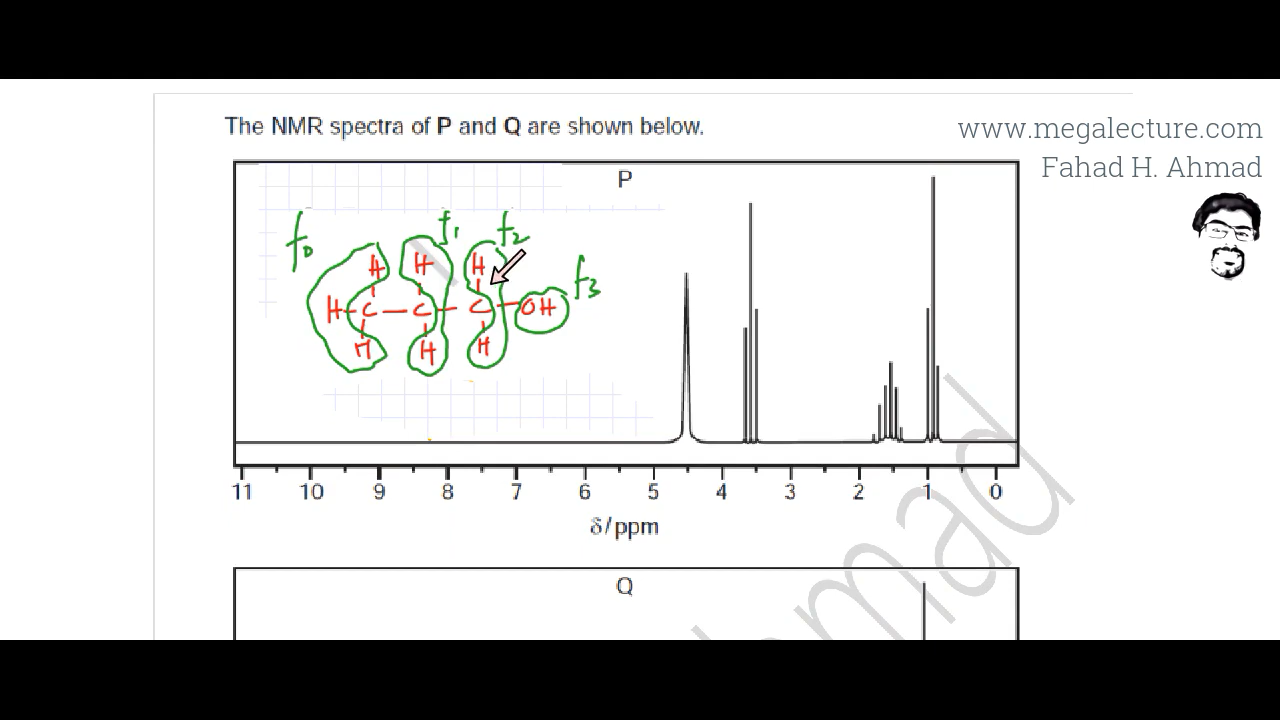 The NMR spectra of P and Q are shown below.
www.megalecture.com
Fahad H. Ahmad
P
f0 f1 f2 f3
H H H
H-C-C-C-OH
H H H
11 10 9 8 7 6 5 4 3 2 1 0
δ/ppm
Q